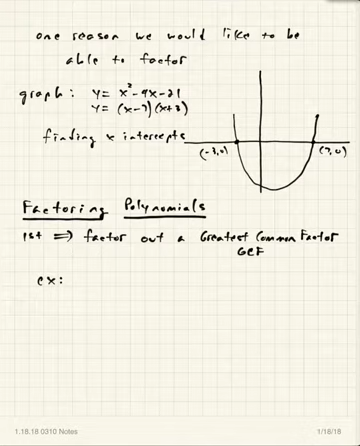 one reason we would like to be
able to factor
graph: y = x² - 4x - 21
y = (x-7)(x+3)
finding x intercepts
(-3,0)
(7,0)
Factoring Polynomials
1st ⇒ factor out a Greatest Common Factor
GCF
ex:
1.18.18 0310 Notes
1/18/18